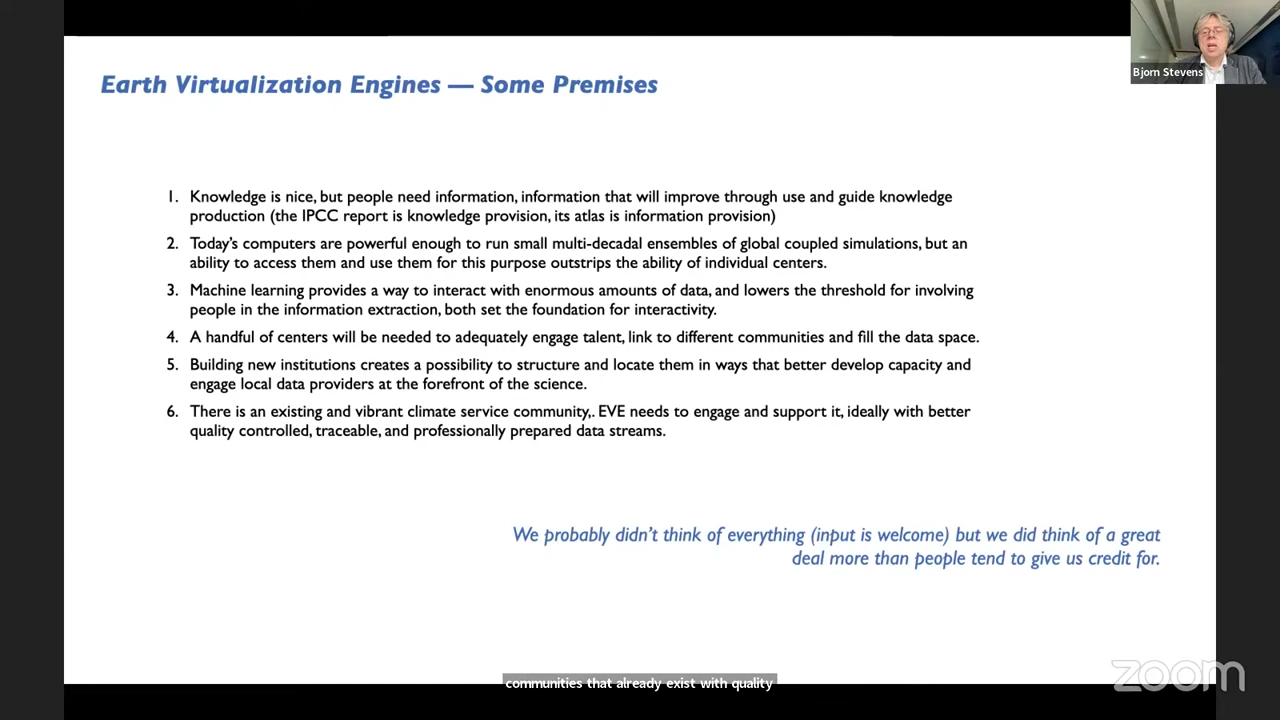 Bjorn Stevens
Earth Virtualization Engines — Some Premises
1. Knowledge is nice, but people need information, information that will improve through use and guide knowledge
production (the IPCC report is knowledge provision, its atlas is information provision)
2. Today's computers are powerful enough to run small multi-decadal ensembles of global coupled simulations, but an
ability to access them and use them for this purpose outstrips the ability of individual centers.
3. Machine learning provides a way to interact with enormous amounts of data, and lowers the threshold for involving
people in the information extraction, both set the foundation for interactivity.
4. A handful of centers will be needed to adequately engage talent, link to different communities and fill the data space.
5. Building new institutions creates a possibility to structure and locate them in ways that better develop capacity and
engage local data providers at the forefront of the science.
6. There is an existing and vibrant climate service community,. EVE needs to engage and support it, ideally with better
quality controlled, traceable, and professionally prepared data streams.
We probably didn't think of everything (input is welcome) but we did think of a great
deal more than people tend to give us credit for.
communities that already exist with quality
zoom